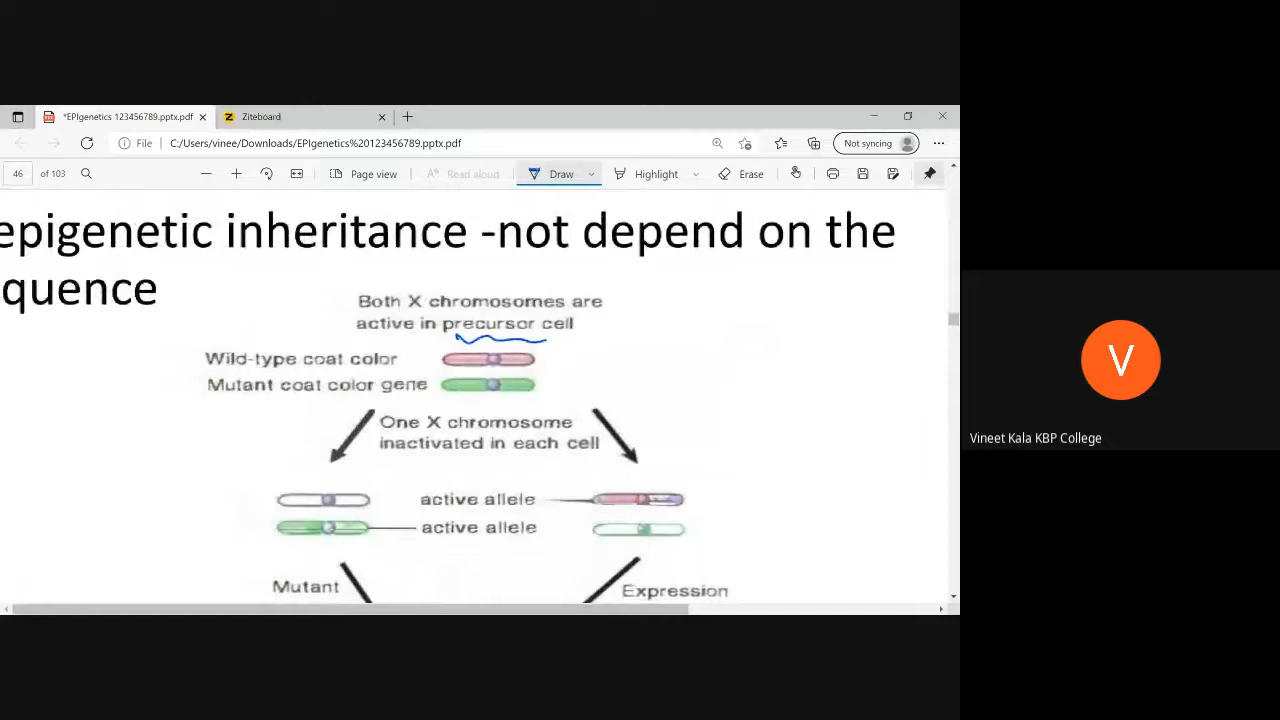 *EPIgenetics 123456789.pptx.pdf
Ziteboard
File
C:/Users/vinee/Downloads/EPIgenetics%20123456789.pptx.pdf
Not syncing
46 of 103
Page view
Read aloud
Draw
Highlight
Erase
epigenetic inheritance -not depend on the
quence
Both X chromosomes are
active in precursor cell
Wild-type coat color
Mutant coat color gene
One X chromosome
inactivated in each cell
active allele
active allele
Mutant
Expression
V
Vineet Kala KBP College